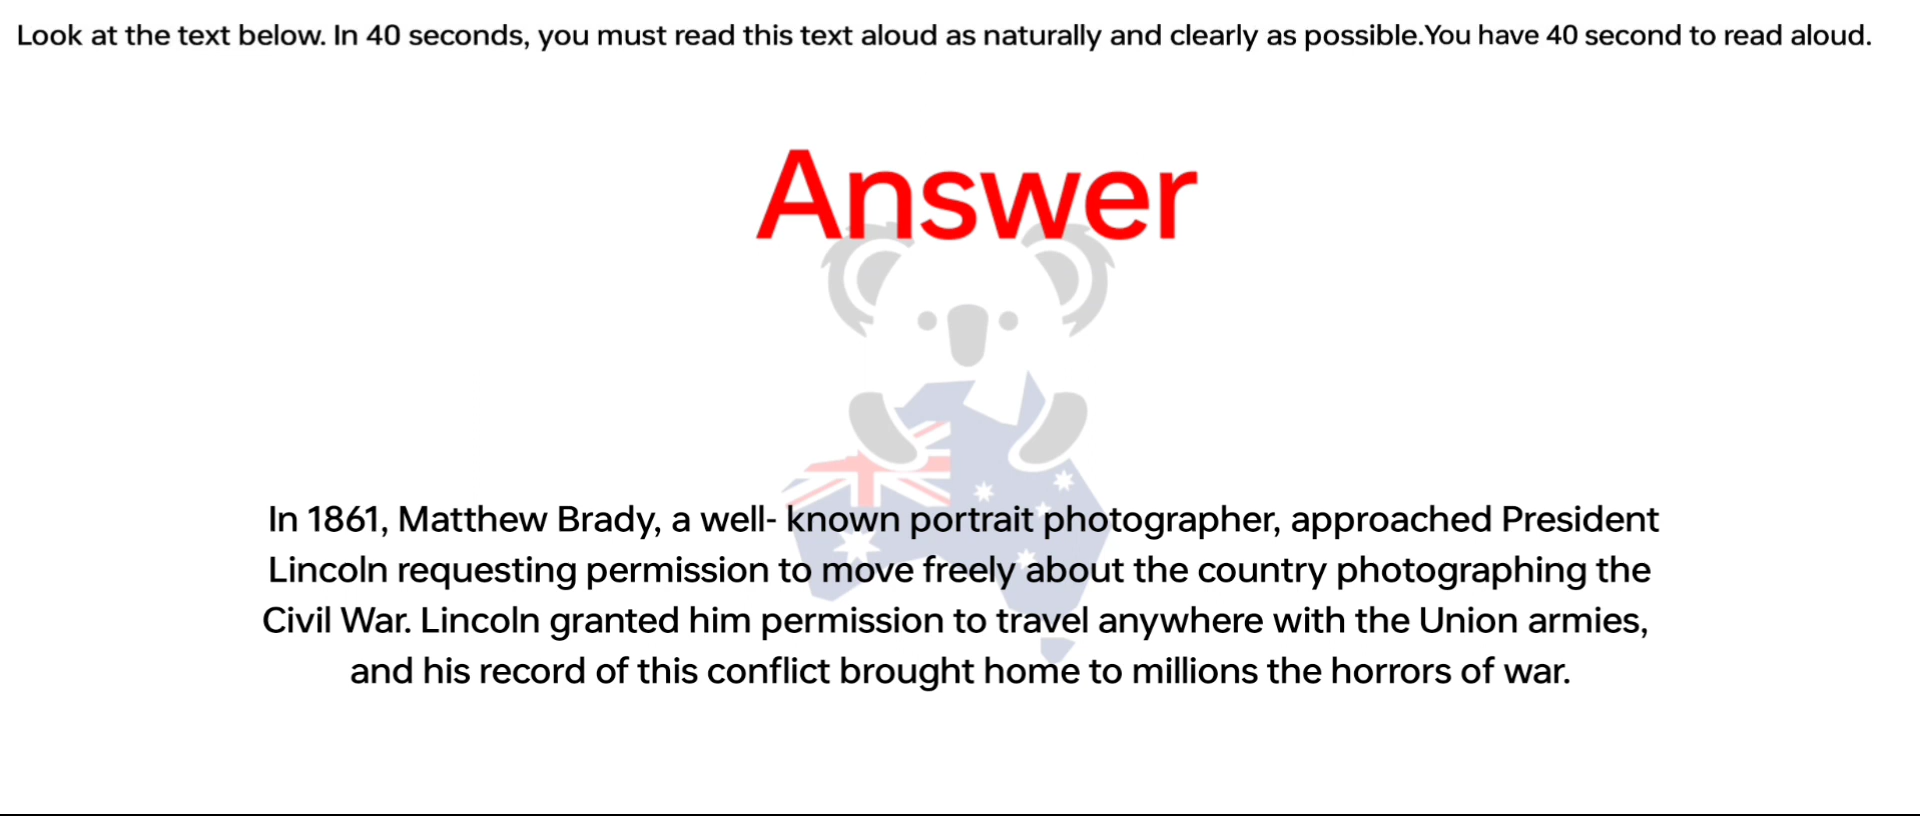 Look at the text below. In 40 seconds, you must read this text aloud as naturally and clearly as possible.You have 40 second to read aloud.
Answer
In 1861, Matthew Brady, a well- known portrait photographer, approached President
Lincoln requesting permission to move freely about the country photographing the
Civil War. Lincoln granted him permission to travel anywhere with the Union armies,
and his record of this conflict brought home to millions the horrors of war.